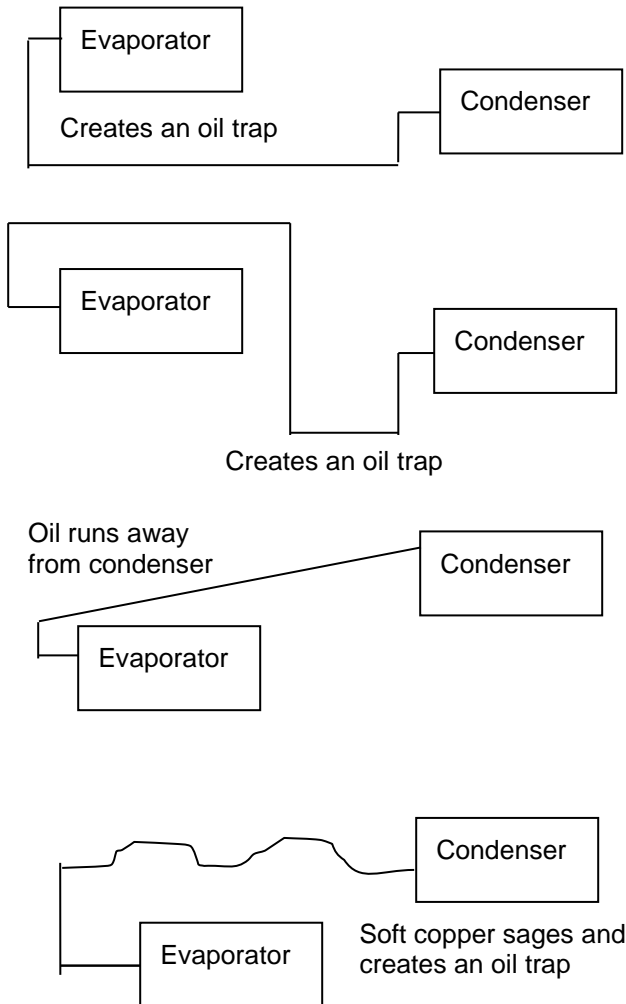 Evaporator
Condenser
Creates an oil trap
Evaporator
Condenser
Creates an oil trap
Oil runs away
from condenser
Condenser
Evaporator
Condenser
Soft copper sages and
creates an oil trap
Evaporator